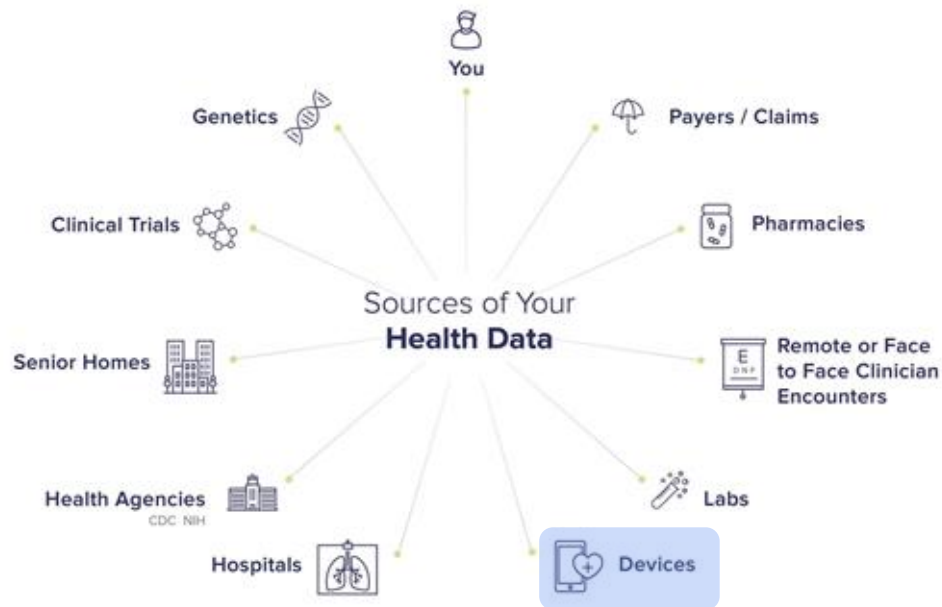 You
Genetics
Payers / Claims
Clinical Trials
Pharmacies
Sources of Your
Health Data
Senior Homes
E
D N P
Remote or Face
to Face Clinician
Encounters
Health Agencies
CDC NIH
Labs
Hospitals
Devices